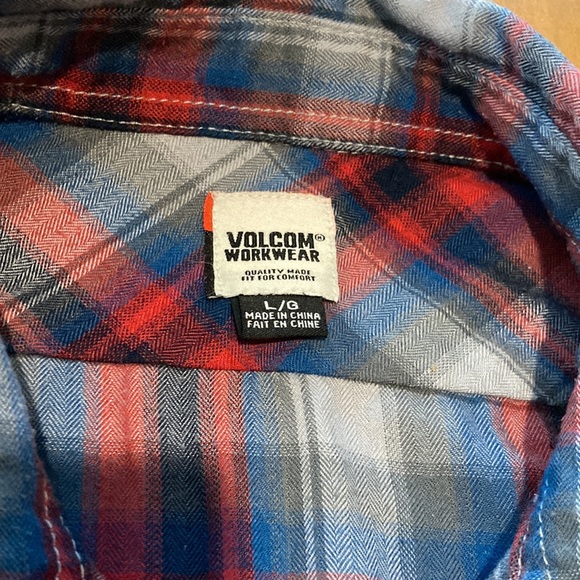 VOLCOM®
WORKWEAR
QUALITY MADE
FIT FOR COMFORT
L/G
MADE IN CHINA
FAIT EN CHINE